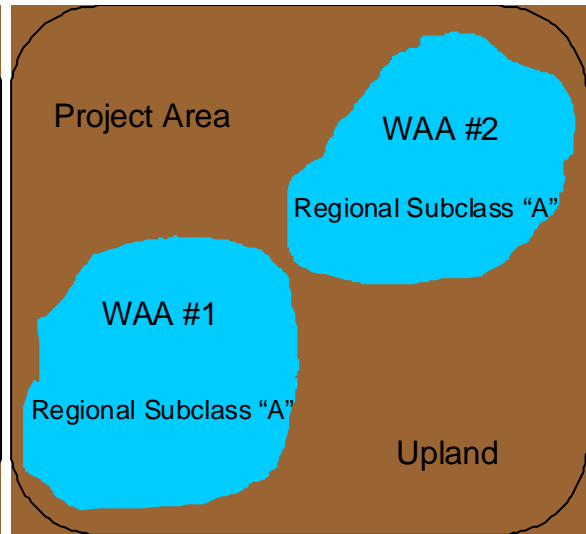 Project Area
WAA #2
Regional Subclass “A”
WAA #1
Regional Subclass “A”
Upland